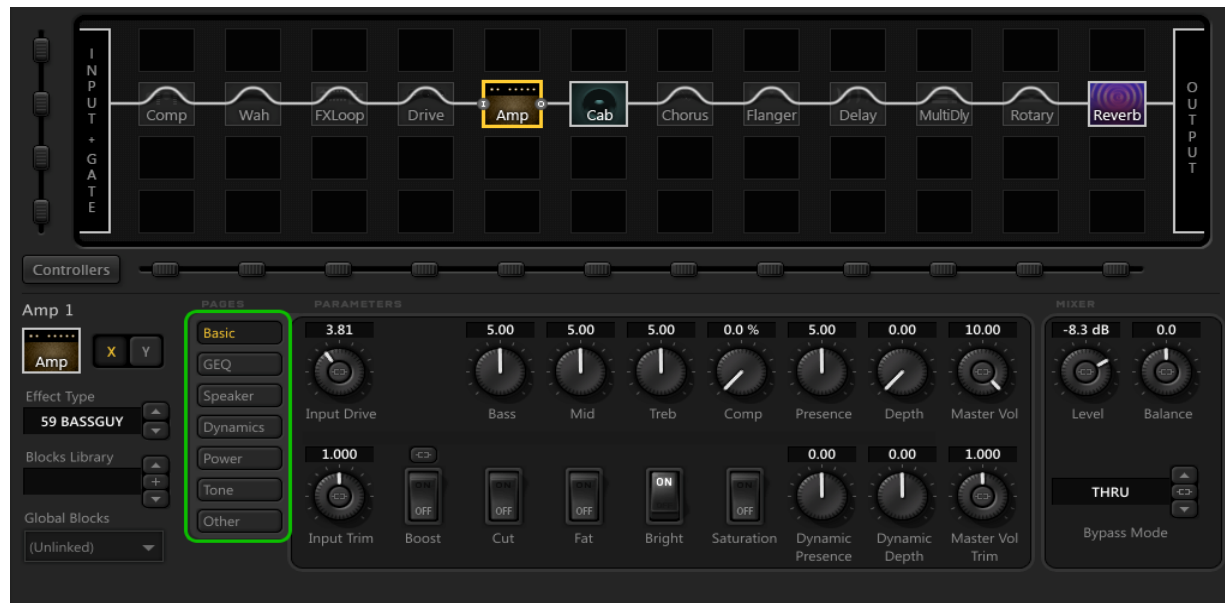 INPUT + GATE
Comp Wah FXLoop Drive Amp Cab Chorus Flanger Delay MultiDly Rotary Reverb
I O
OUTPUT
Controllers
Amp 1
Amp
X Y
Effect Type
59 BASSGUY
Blocks Library
+
Global Blocks
(Unlinked)
PAGES
Basic
GEQ
Speaker
Dynamics
Power
Tone
Other
PARAMETERS
3.81 5.00 5.00 5.00 0.0 % 5.00 0.00 10.00
Input Drive Bass Mid Treb Comp Presence Depth Master Vol
1.000 0.00 0.00 1.000
ON ON ON ON ON
OFF OFF OFF OFF
Input Trim Boost Cut Fat Bright Saturation Dynamic Dynamic Master Vol
Presence Depth Trim
MIXER
-8.3 dB 0.0
Level Balance
THRU
Bypass Mode